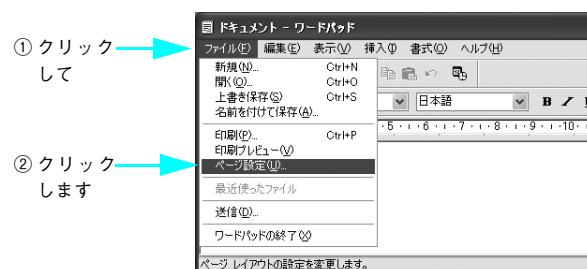 ドキュメント - ワードパッド
① クリック
して
ファイル(F) 編集(E) 表示(V) 挿入(I) 書式(O) ヘルプ(H)
新規(N)... Ctrl+N
開く(O)... Ctrl+O
上書き保存(S) Ctrl+S
名前を付けて保存(A)...
日本語 B
·5·ı·6·ı·7·ı·8·ı·9·ı·10·
印刷(P)... Ctrl+P
印刷プレビュー(V)
② クリック
します
ページ設定(U)...
最近使ったファイル
送信(D)...
ワードパッドの終了(X)
ページ レイアウトの設定を変更します。